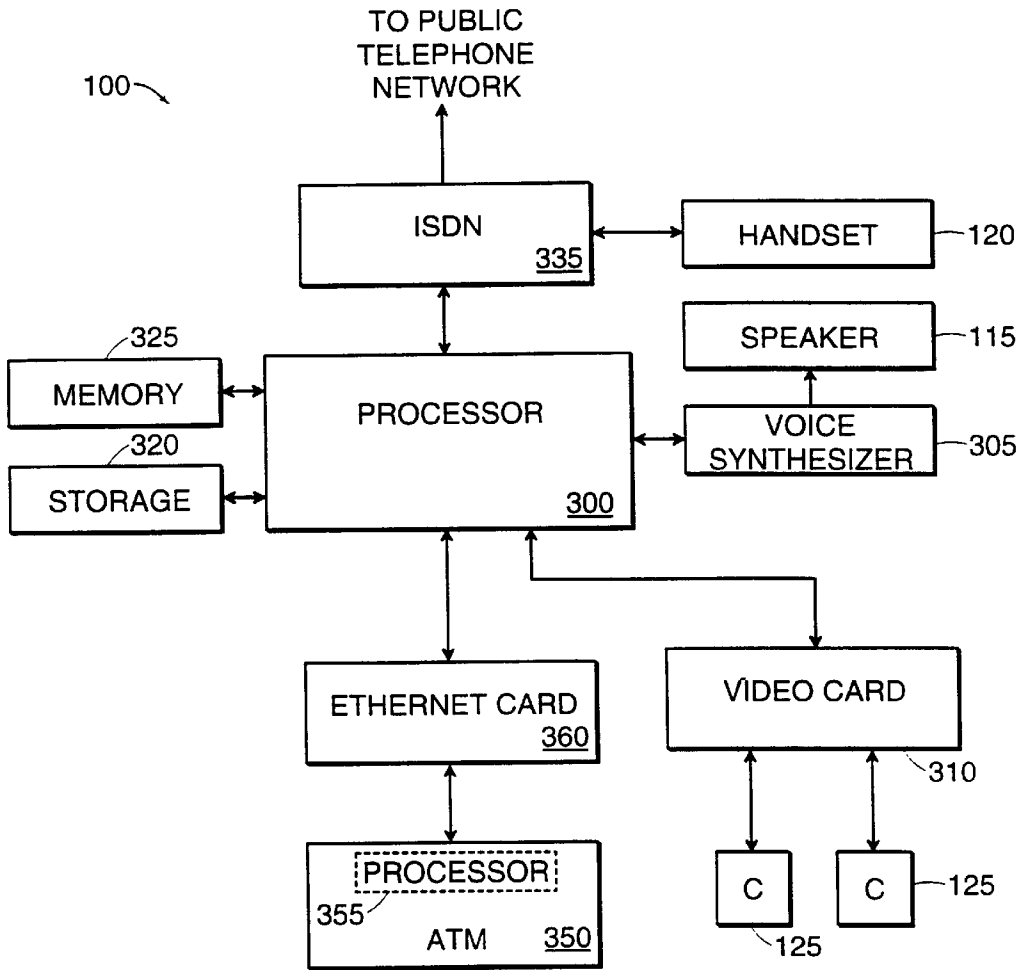 TO PUBLIC
TELEPHONE
NETWORK
100
ISDN
335
HANDSET
120
325
MEMORY
SPEAKER
115
PROCESSOR
300
VOICE
SYNTHESIZER
305
320
STORAGE
ETHERNET CARD
360
VIDEO CARD
310
PROCESSOR
355
ATM
350
C
125
C
125